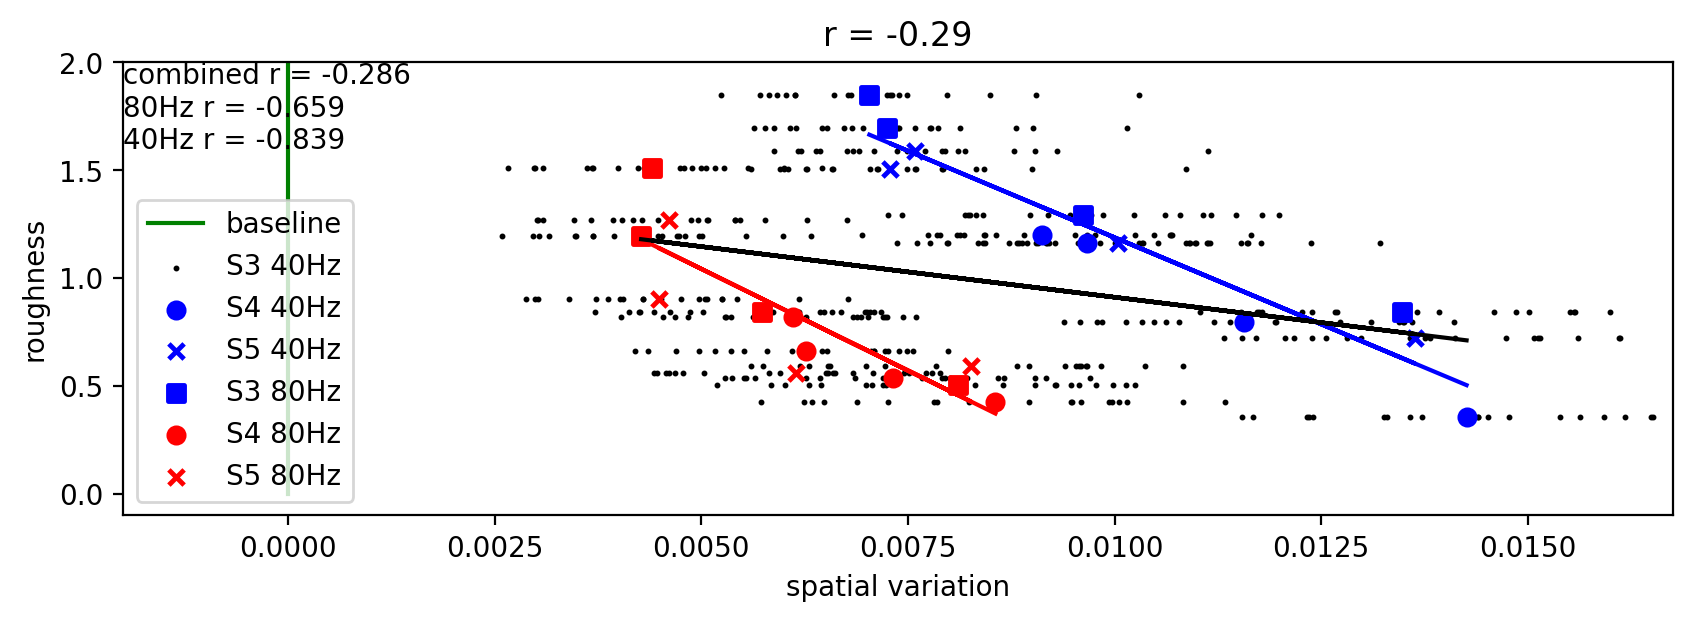 r = -0.29
combined r = -0.286
80Hz r = -0.659
40Hz r = -0.839
2.0
1.5
1.0
0.5
0.0
roughness
baseline
S3 40Hz
S4 40Hz
S5 40Hz
S3 80Hz
S4 80Hz
S5 80Hz
0.0000 0.0025 0.0050 0.0075 0.0100 0.0125 0.0150
spatial variation